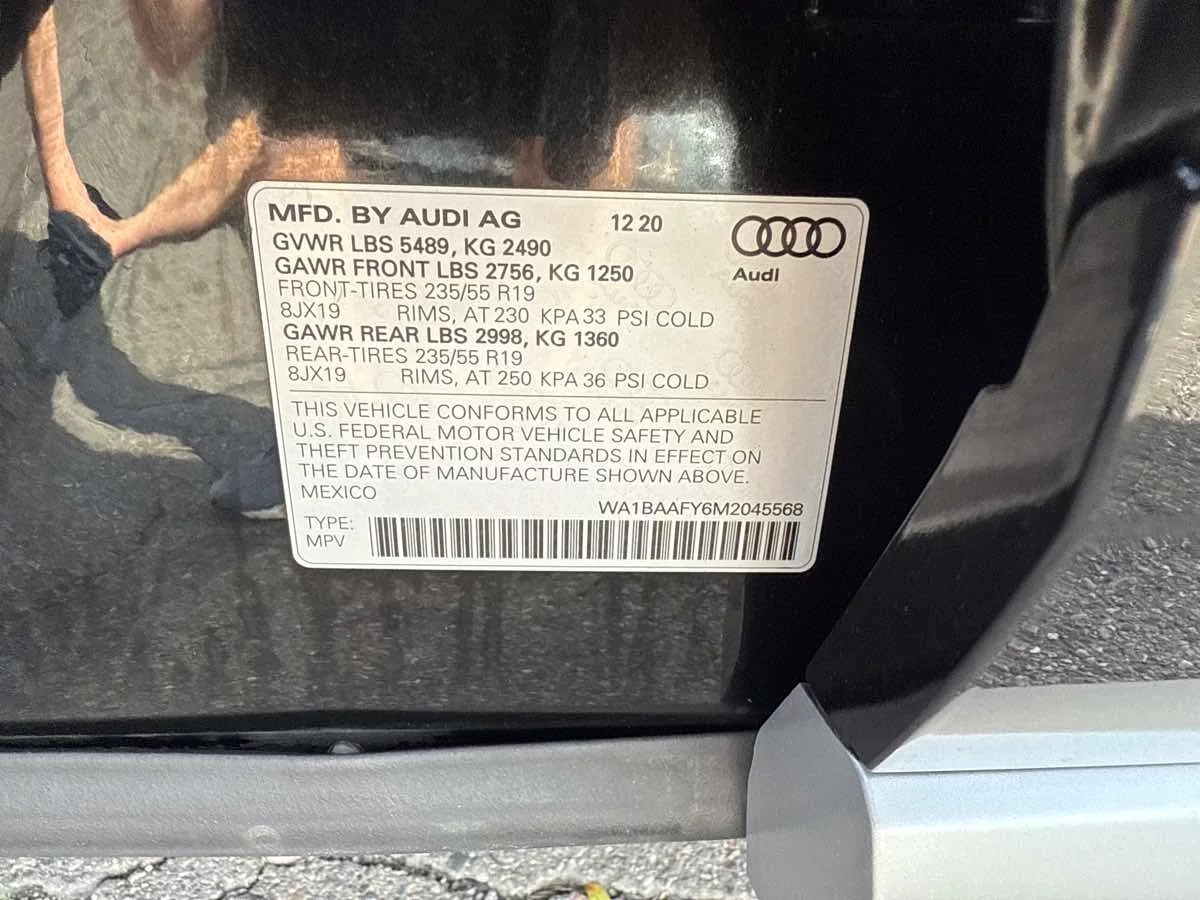 MFD. BY AUDI AG 12 20
Audi
GVWR LBS 5489, KG 2490
GAWR FRONT LBS 2756, KG 1250
FRONT-TIRES 235/55 R19
8JX19 RIMS, AT 230 KPA 33 PSI COLD
GAWR REAR LBS 2998, KG 1360
REAR-TIRES 235/55 R19
8JX19 RIMS, AT 250 KPA 36 PSI COLD
THIS VEHICLE CONFORMS TO ALL APPLICABLE
U.S. FEDERAL MOTOR VEHICLE SAFETY AND
THEFT PREVENTION STANDARDS IN EFFECT ON
THE DATE OF MANUFACTURE SHOWN ABOVE.
MEXICO
WA1BAAFY6M2045568
TYPE:
MPV